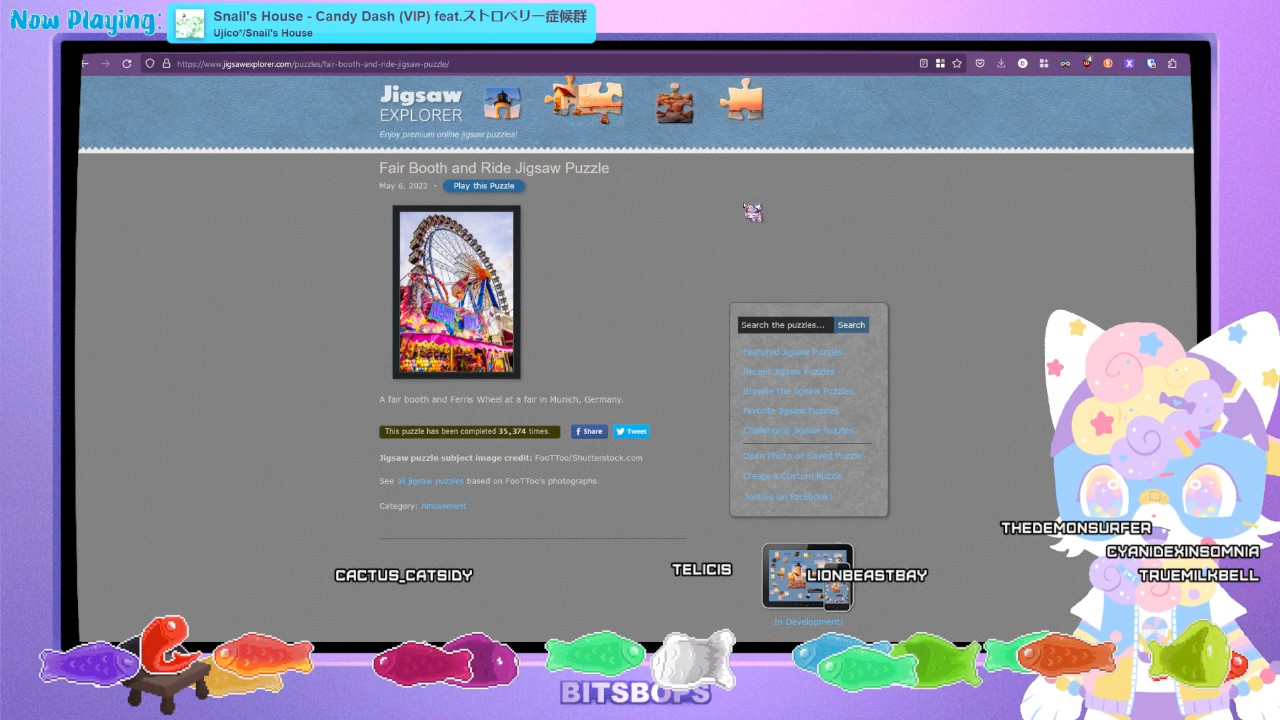 Now Playing:
Snail's House - Candy Dash (VIP) feat.ストロベリー症候群
Ujico*/Snail's House
https://www.jigsawexplorer.com/puzzles/fair-booth-and-ride-jigsaw-puzzle/
Jigsaw
EXPLORER
Enjoy premium online jigsaw puzzles!
Fair Booth and Ride Jigsaw Puzzle
May 6, 2022 • Play this Puzzle
A fair booth and Ferris Wheel at a fair in Munich, Germany.
This puzzle has been completed 35,374 times.
Share
Tweet
Jigsaw puzzle subject image credit: FooTToo/Shutterstock.com
See all jigsaw puzzles based on FooTToo's photographs.
Category: Amusement
Search the puzzles... Search
Featured Jigsaw Puzzles
Recent Jigsaw Puzzles
Browse the Jigsaw Puzzles
Favorite Jigsaw Puzzles
Challenging Jigsaw Puzzles
Open Photo or Saved Puzzle
Create a Custom Puzzle
Join us on Facebook!
In Development!
THEDEMONSURFER
CYANIDEXINSOMNIA
TRUEMILKBELL
CACTUS_CATSIDY
TELICIS
LIONBEASTBAY
BITSBOPS